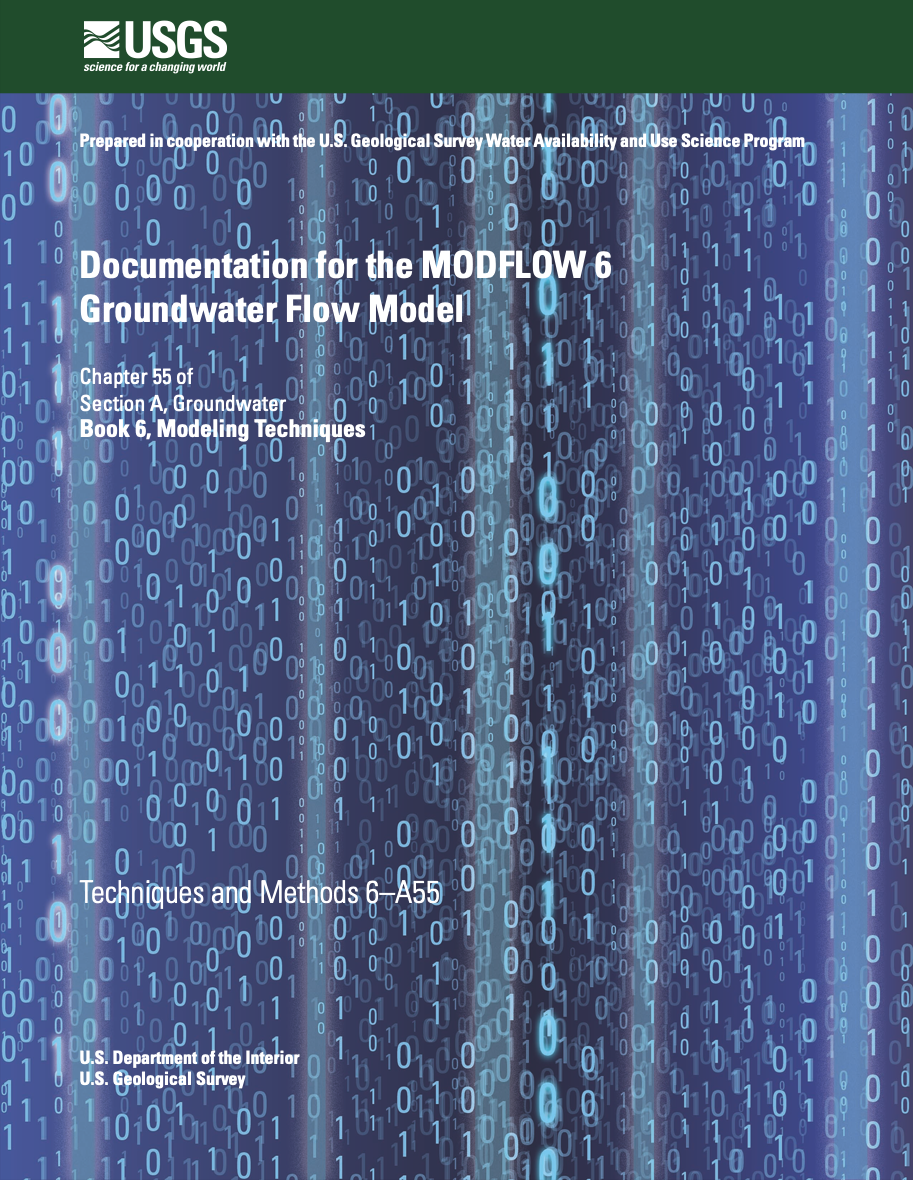 USGS
science for a changing world
Prepared in cooperation with the U.S. Geological Survey Water Availability and Use Science Program
Documentation for the MODFLOW 6
Groundwater Flow Model
Chapter 55 of
Section A, Groundwater
Book 6, Modeling Techniques
Techniques and Methods 6–A55
U.S. Department of the Interior
U.S. Geological Survey